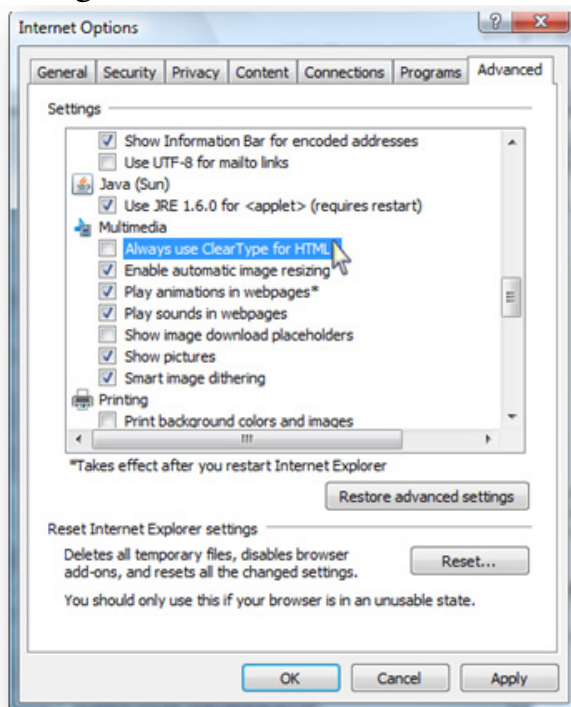 Internet Options
General Security Privacy Content Connections Programs Advanced
Settings
Show Information Bar for encoded addresses
Use UTF-8 for mailto links
Java (Sun)
Use JRE 1.6.0 for <applet> (requires restart)
Multimedia
Always use ClearType for HTML
Enable automatic image resizing
Play animations in webpages*
Play sounds in webpages
Show image download placeholders
Show pictures
Smart image dithering
Printing
Print background colors and images
*Takes effect after you restart Internet Explorer
Restore advanced settings
Reset Internet Explorer settings
Deletes all temporary files, disables browser
add-ons, and resets all the changed settings.
Reset...
You should only use this if your browser is in an unusable state.
OK Cancel Apply